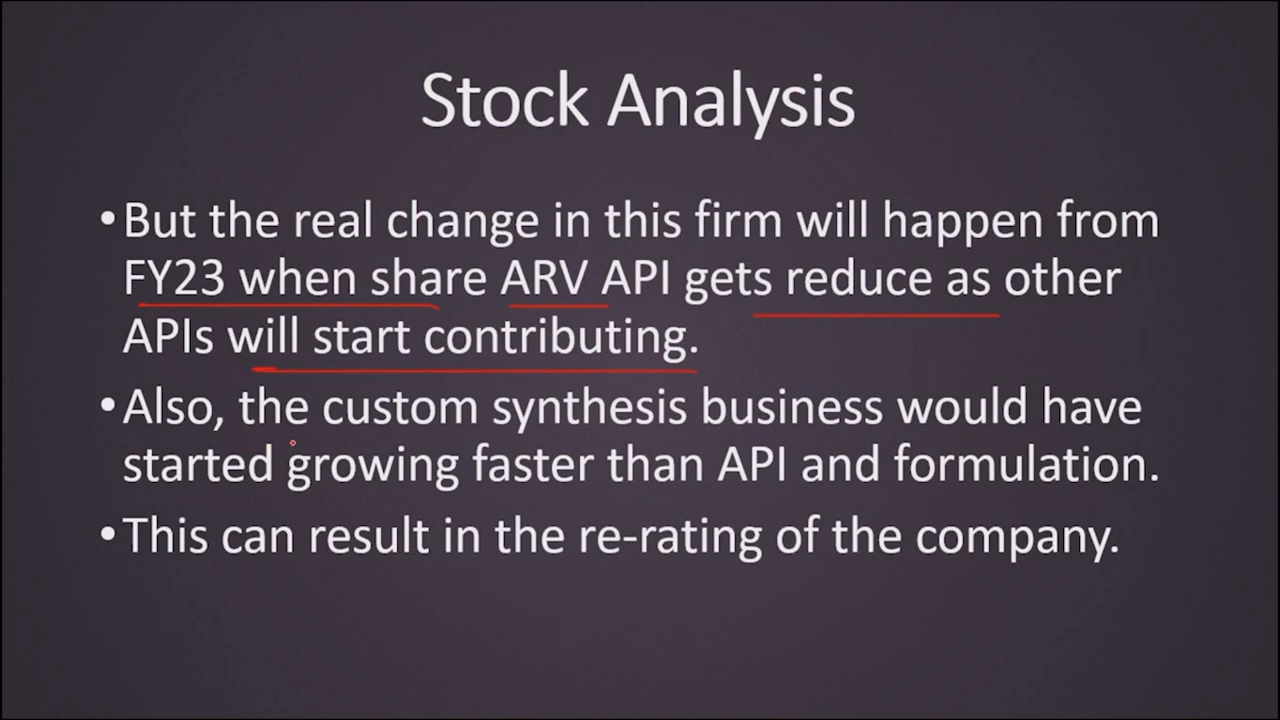 Stock Analysis
•But the real change in this firm will happen from
FY23 when share ARV API gets reduce as other
APIs will start contributing.
•Also, the custom synthesis business would have
started growing faster than API and formulation.
•This can result in the re-rating of the company.